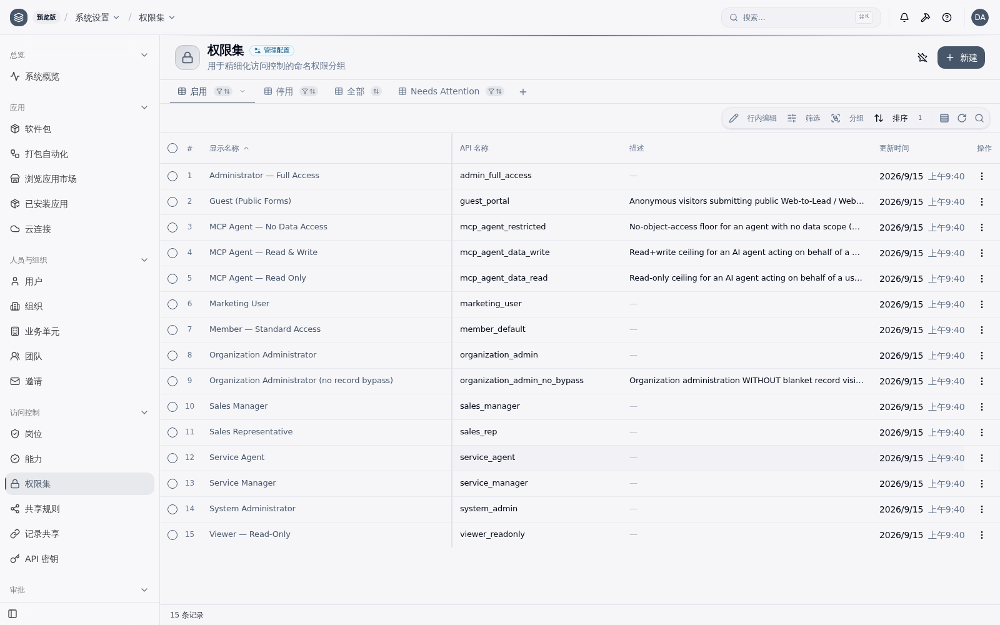 预览版 / 系统设置 / 权限集 搜索... ⌘K DA
总览
系统概览
应用
软件包
打包自动化
浏览应用市场
已安装应用
云连接
人员与组织
用户
组织
业务单元
团队
邀请
访问控制
岗位
能力
权限集
共享规则
记录共享
API 密钥
审批
权限集 管理配置
用于精细化访问控制的命名权限分组
新建
启用 停用 全部 Needs Attention
行内编辑 筛选 分组 排序 1
# 显示名称 API 名称 描述 更新时间 操作
1 Administrator — Full Access admin_full_access — 2026/9/15 上午9:40
2 Guest (Public Forms) guest_portal Anonymous visitors submitting public Web-to-Lead / Web... 2026/9/15 上午9:40
3 MCP Agent — No Data Access mcp_agent_restricted No-object-access floor for an agent with no data scope (... 2026/9/15 上午9:40
4 MCP Agent — Read & Write mcp_agent_data_write Read+write ceiling for an AI agent acting on behalf of a ... 2026/9/15 上午9:40
5 MCP Agent — Read Only mcp_agent_data_read Read-only ceiling for an AI agent acting on behalf of a us... 2026/9/15 上午9:40
6 Marketing User marketing_user — 2026/9/15 上午9:40
7 Member — Standard Access member_default — 2026/9/15 上午9:40
8 Organization Administrator organization_admin — 2026/9/15 上午9:40
9 Organization Administrator (no record bypass) organization_admin_no_bypass Organization administration WITHOUT blanket record visi... 2026/9/15 上午9:40
10 Sales Manager sales_manager — 2026/9/15 上午9:40
11 Sales Representative sales_rep — 2026/9/15 上午9:40
12 Service Agent service_agent — 2026/9/15 上午9:40
13 Service Manager service_manager — 2026/9/15 上午9:40
14 System Administrator system_admin — 2026/9/15 上午9:40
15 Viewer — Read-Only viewer_readonly — 2026/9/15 上午9:40
15 条记录